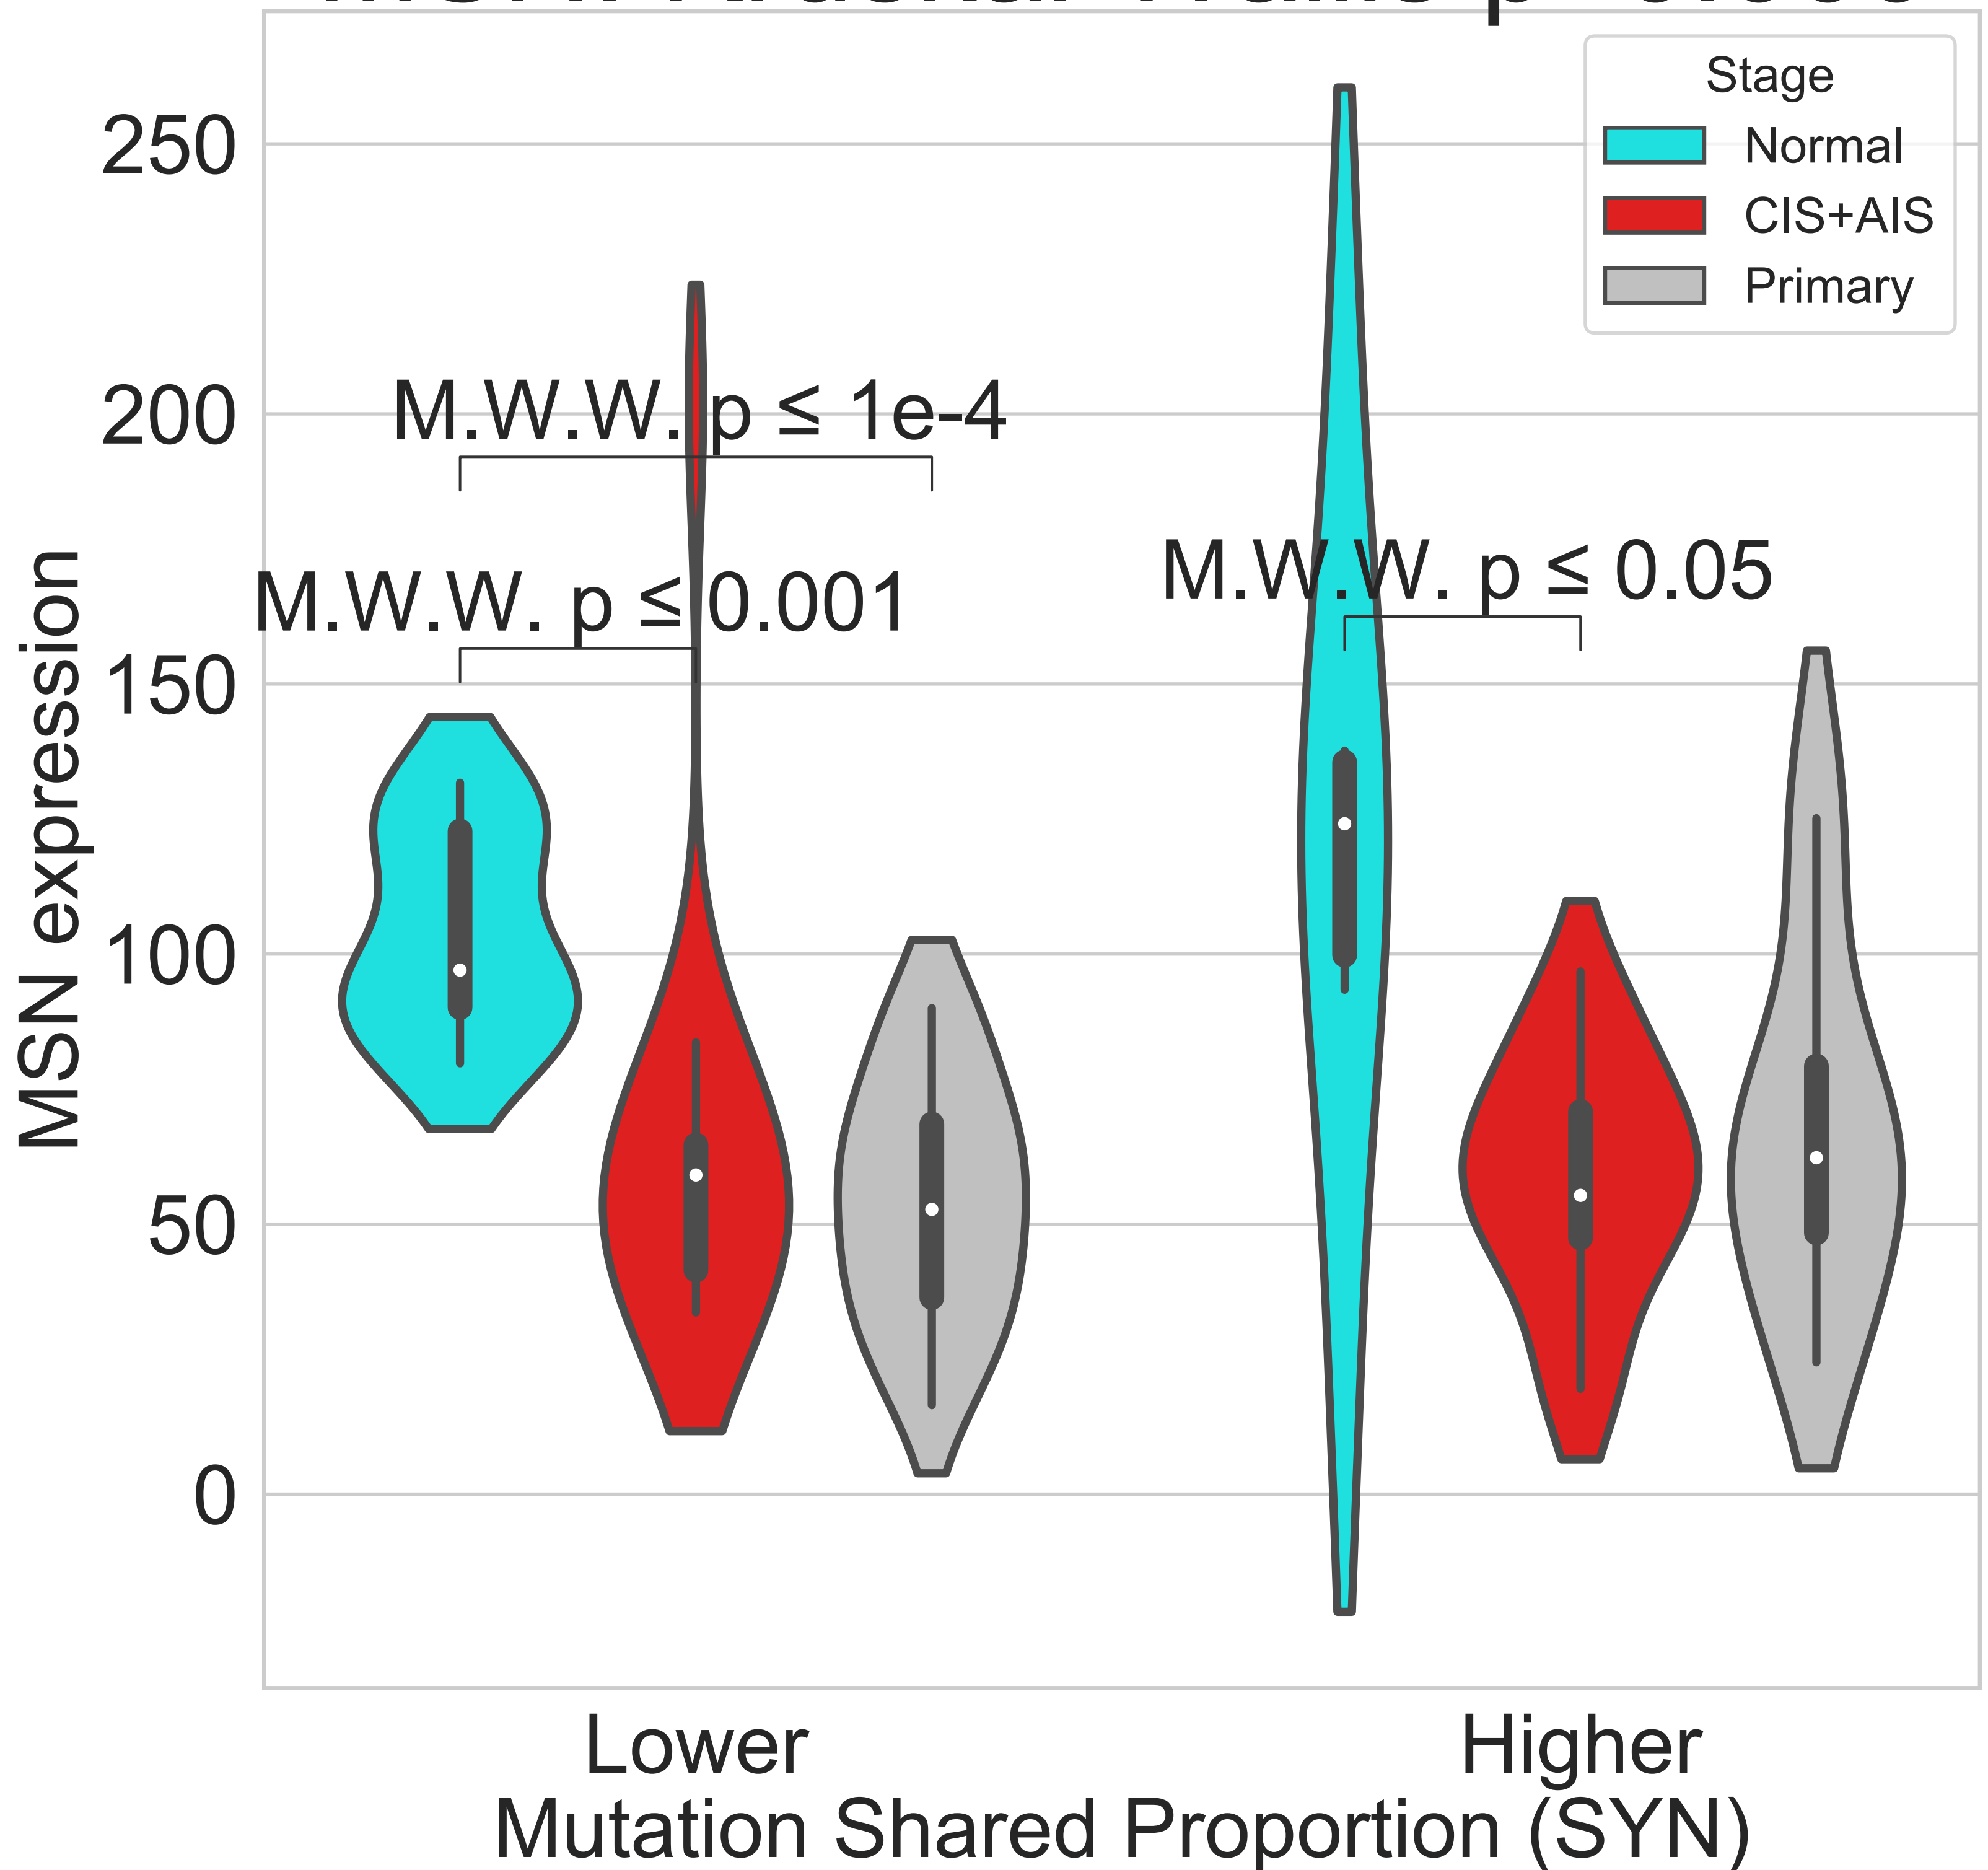 Stage
Normal
CIS+AIS
Primary
250
200
150
100
50
0
MSN expression
M.W.W. p ≤ 1e-4
M.W.W. p ≤ 0.001
M.W.W. p ≤ 0.05
Lower
Higher
Mutation Shared Proportion (SYN)